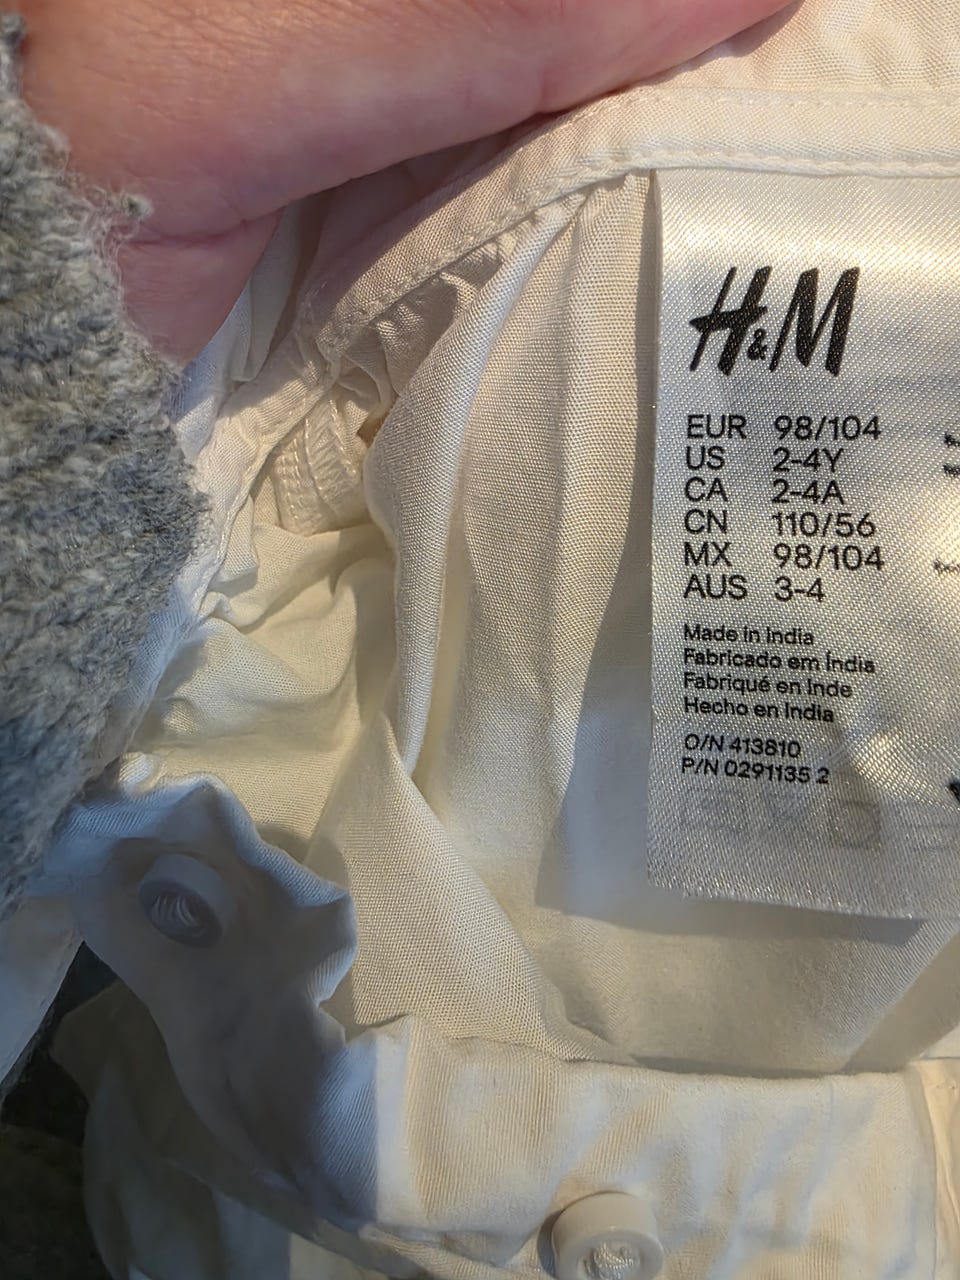 H&M
EUR 98/104
US 2-4Y
CA 2-4A
CN 110/56
MX 98/104
AUS 3-4
Made in India
Fabricado em Índia
Fabriqué en Inde
Hecho en India
O/N 413810
P/N 0291135 2